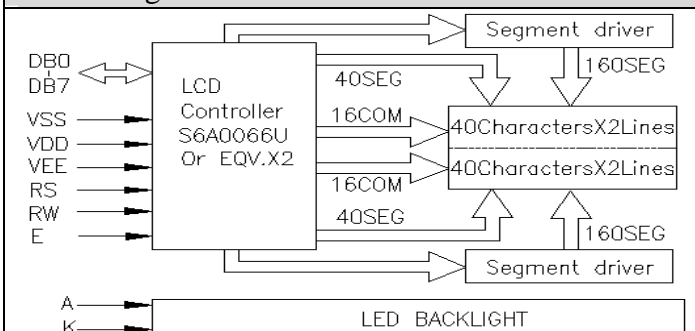 Segment driver
DB0
DB7
40SEG
160SEG
LCD
Controller
S6A0066U
Or EQV.X2
VSS
VDD
VEE
RS
RW
E
16COM
40CharactersX2Lines
40CharactersX2Lines
16COM
40SEG
160SEG
Segment driver
A
K
LED BACKLIGHT